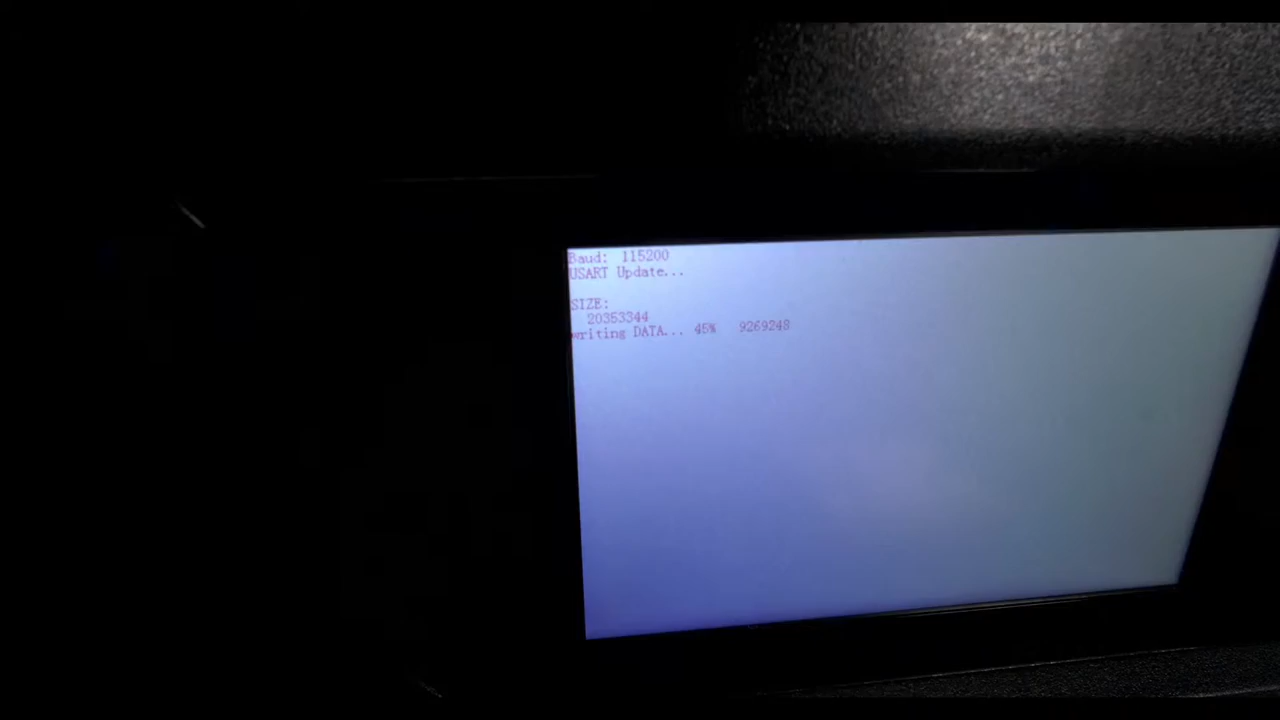 Baud: 115200
USART Update...
SIZE:
20353344
writing DATA... 45% 9269248